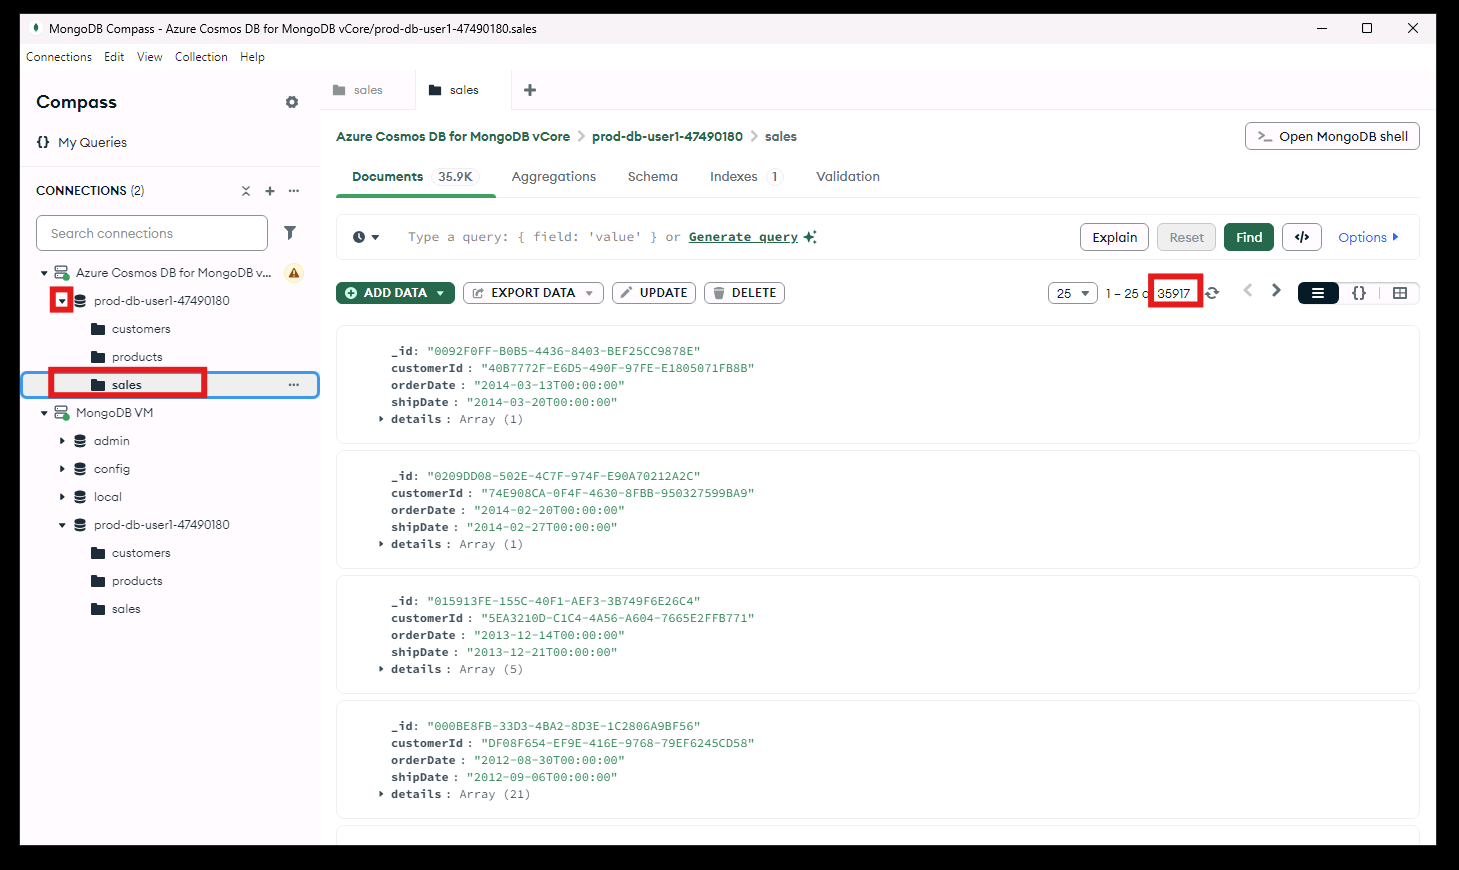 MongoDB Compass - Azure Cosmos DB for MongoDB vCore/prod-db-user1-47490180.sales
Connections Edit View Collection Help
Compass
My Queries
CONNECTIONS (2)
Search connections
Azure Cosmos DB for MongoDB v...
prod-db-user1-47490180
customers
products
sales
MongoDB VM
admin
config
local
prod-db-user1-47490180
customers
products
sales
sales
sales
Azure Cosmos DB for MongoDB vCore > prod-db-user1-47490180 > sales
>_ Open MongoDB shell
Documents 35.9K Aggregations Schema Indexes 1 Validation
Type a query: { field: 'value' } or Generate query
Explain Reset Find </> Options
ADD DATA EXPORT DATA UPDATE DELETE
25 1 – 25 35917 {}
_id: "0092F0FF-B0B5-4436-8403-BEF25CC9878E"
customerId : "40B7772F-E6D5-490F-97FE-E1805071FB8B"
orderDate : "2014-03-13T00:00:00"
shipDate : "2014-03-20T00:00:00"
details : Array (1)
_id: "0209DD08-502E-4C7F-974F-E90A70212A2C"
customerId : "74E908CA-0F4F-4630-8FBB-950327599BA9"
orderDate : "2014-02-20T00:00:00"
shipDate : "2014-02-27T00:00:00"
details : Array (1)
_id: "015913FE-155C-40F1-AEF3-3B749F6E26C4"
customerId : "5EA3210D-C1C4-4A56-A604-7665E2FFB771"
orderDate : "2013-12-14T00:00:00"
shipDate : "2013-12-21T00:00:00"
details : Array (5)
_id: "000BE8FB-33D3-4BA2-8D3E-1C2806A9BF56"
customerId : "DF08F654-EF9E-416E-9768-79EF6245CD58"
orderDate : "2012-08-30T00:00:00"
shipDate : "2012-09-06T00:00:00"
details : Array (21)